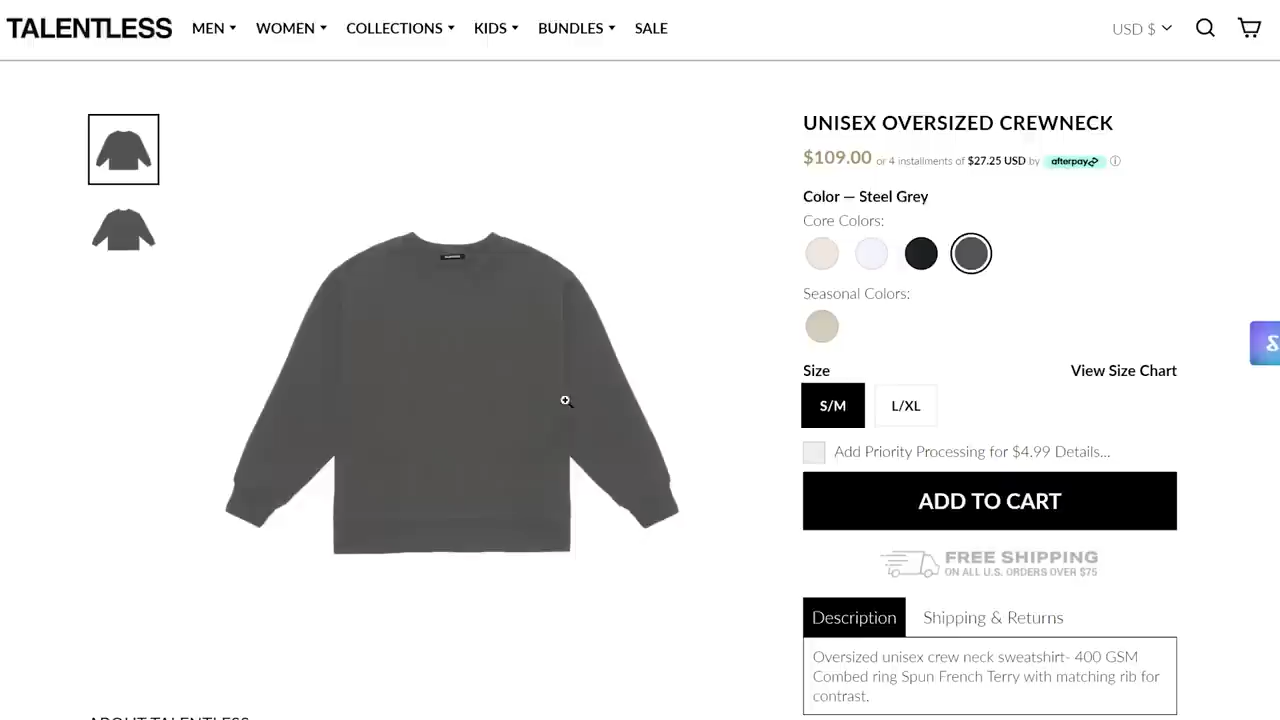 TALENTLESS MEN WOMEN COLLECTIONS KIDS BUNDLES SALE USD $
UNISEX OVERSIZED CREWNECK
$109.00 or 4 installments of $27.25 USD by afterpay
Color — Steel Grey
Core Colors:
Seasonal Colors:
Size View Size Chart
S/M L/XL
Add Priority Processing for $4.99 Details...
ADD TO CART
FREE SHIPPING
ON ALL U.S. ORDERS OVER $75
Description Shipping & Returns
Oversized unisex crew neck sweatshirt- 400 GSM
Combed ring Spun French Terry with matching rib for
contrast.
ABOUT TALENTLESS